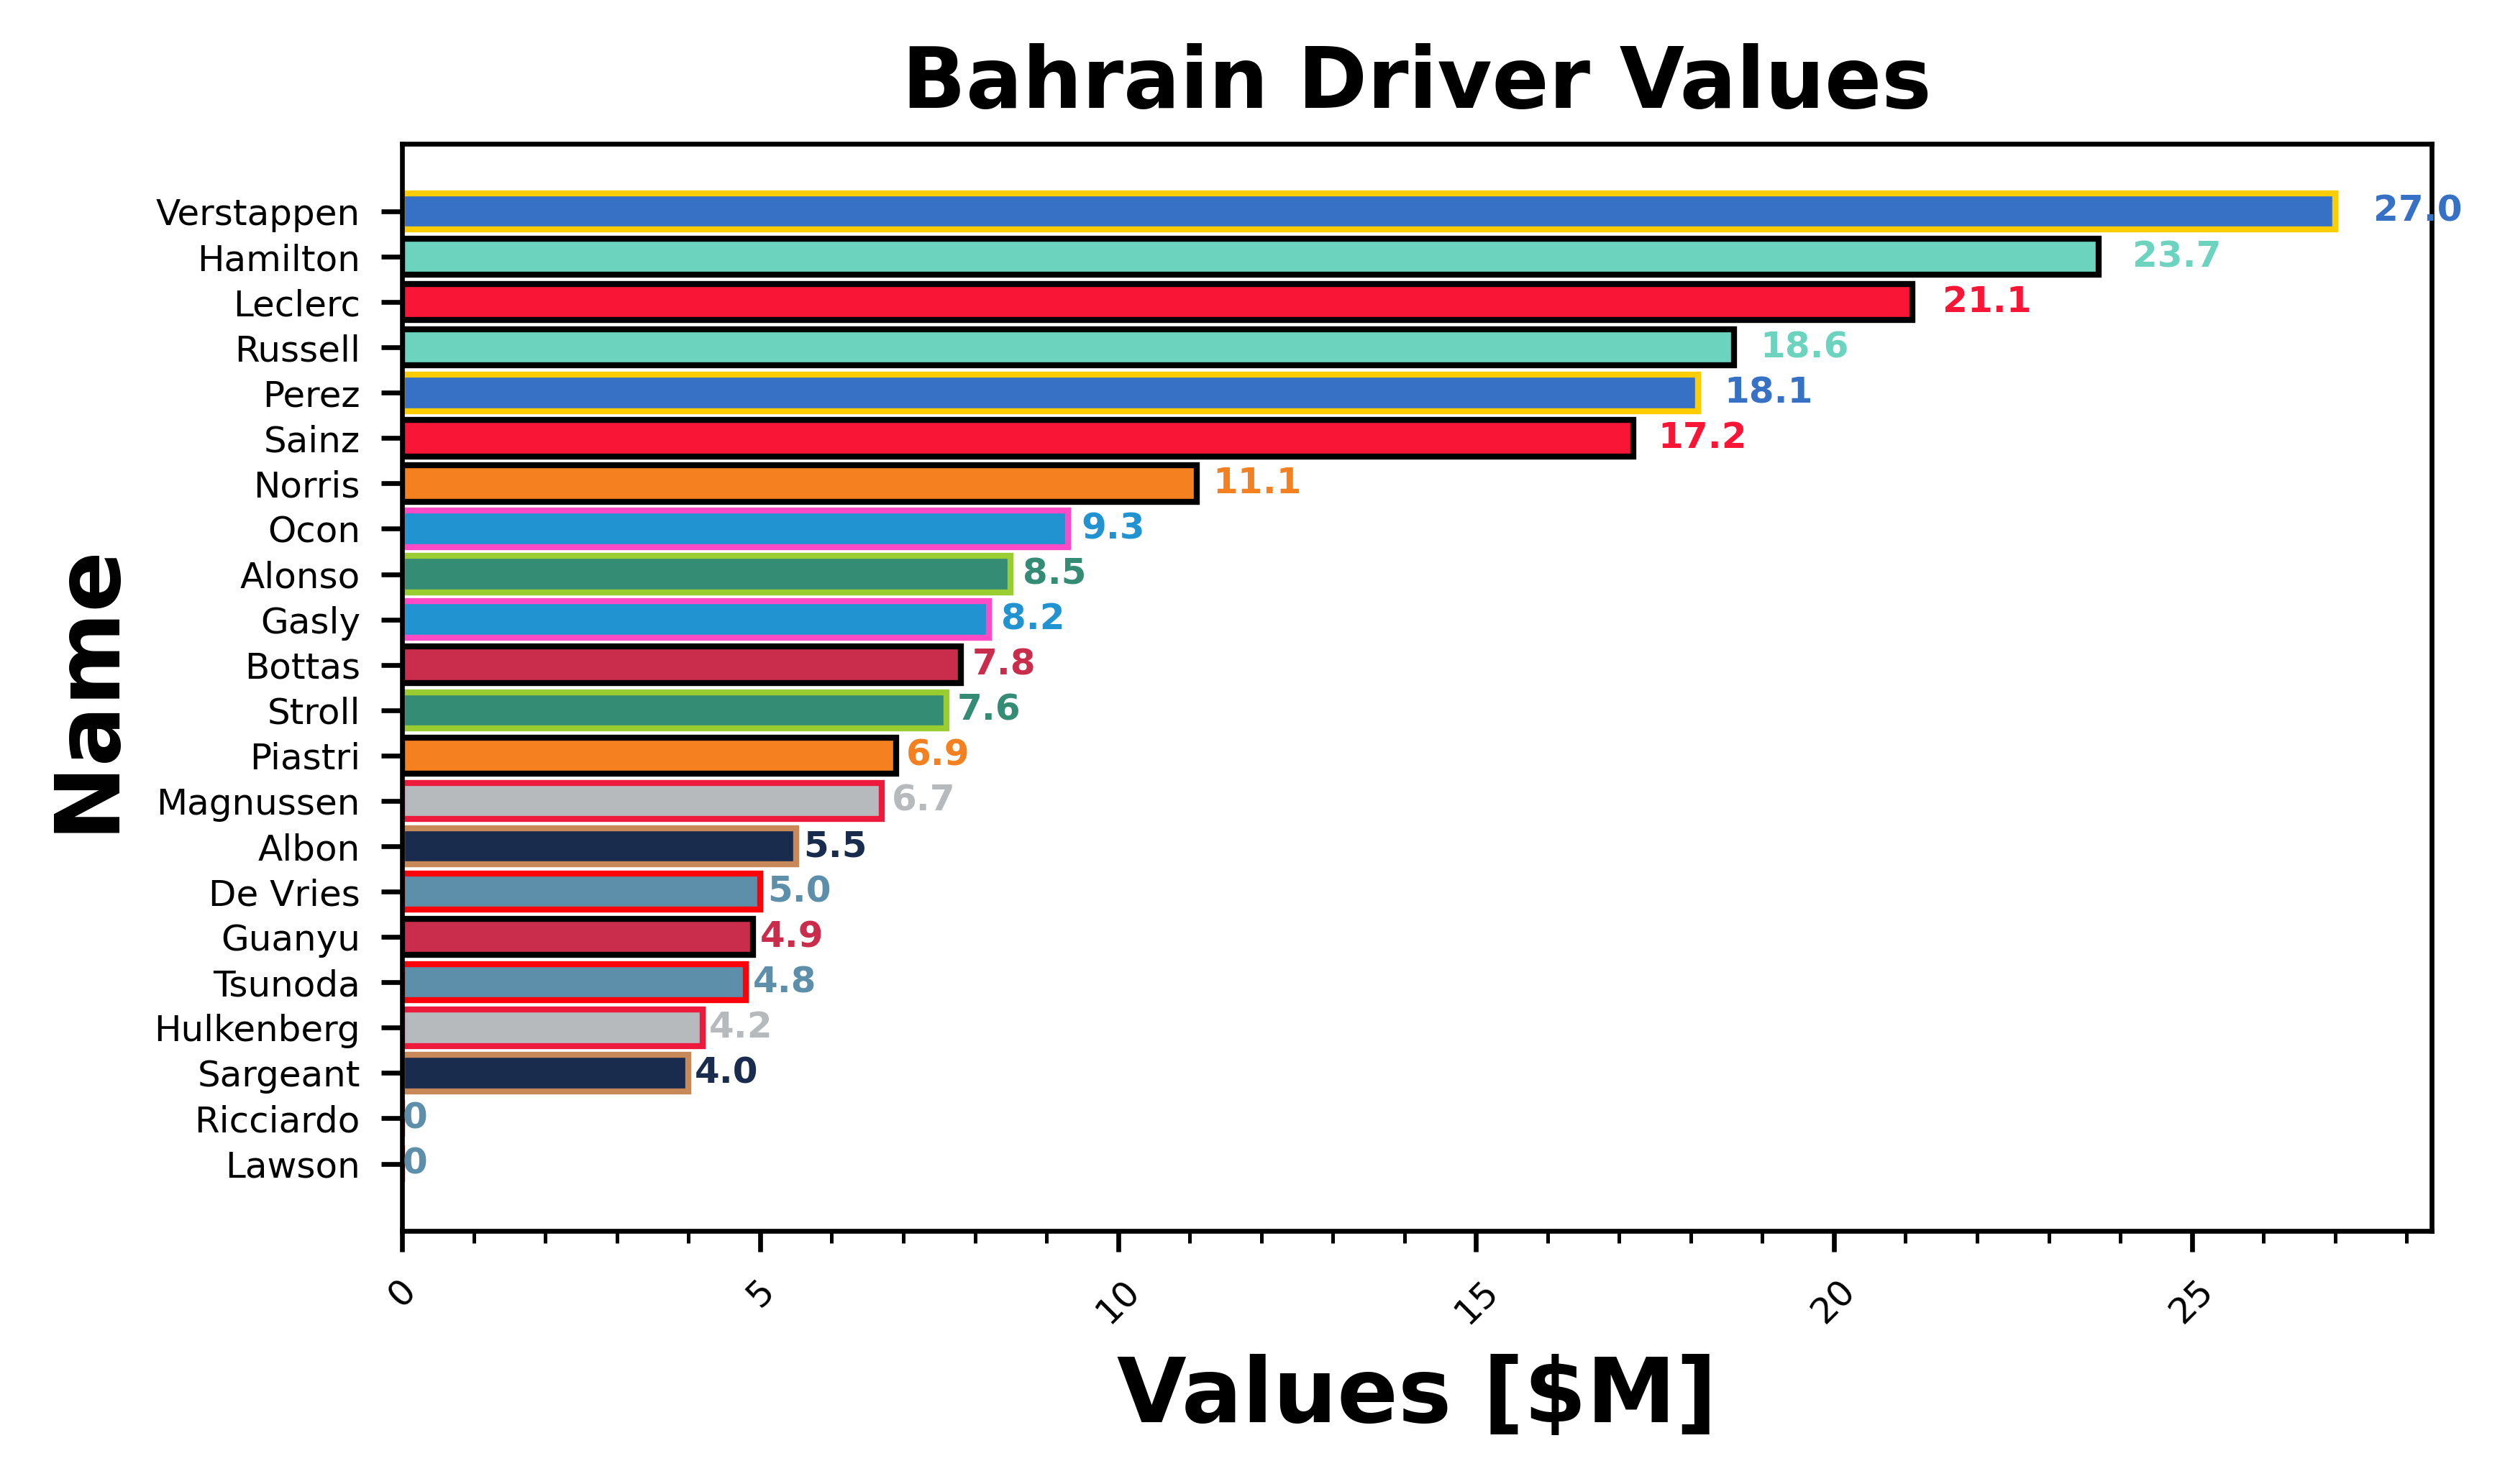 Bahrain Driver Values
Name
Verstappen 27.0
Hamilton 23.7
Leclerc 21.1
Russell 18.6
Perez 18.1
Sainz 17.2
Norris 11.1
Ocon 9.3
Alonso 8.5
Gasly 8.2
Bottas 7.8
Stroll 7.6
Piastri 6.9
Magnussen 6.7
Albon 5.5
De Vries 5.0
Guanyu 4.9
Tsunoda 4.8
Hulkenberg 4.2
Sargeant 4.0
Ricciardo 0
Lawson 0
0 5 10 15 20 25
Values [$M]